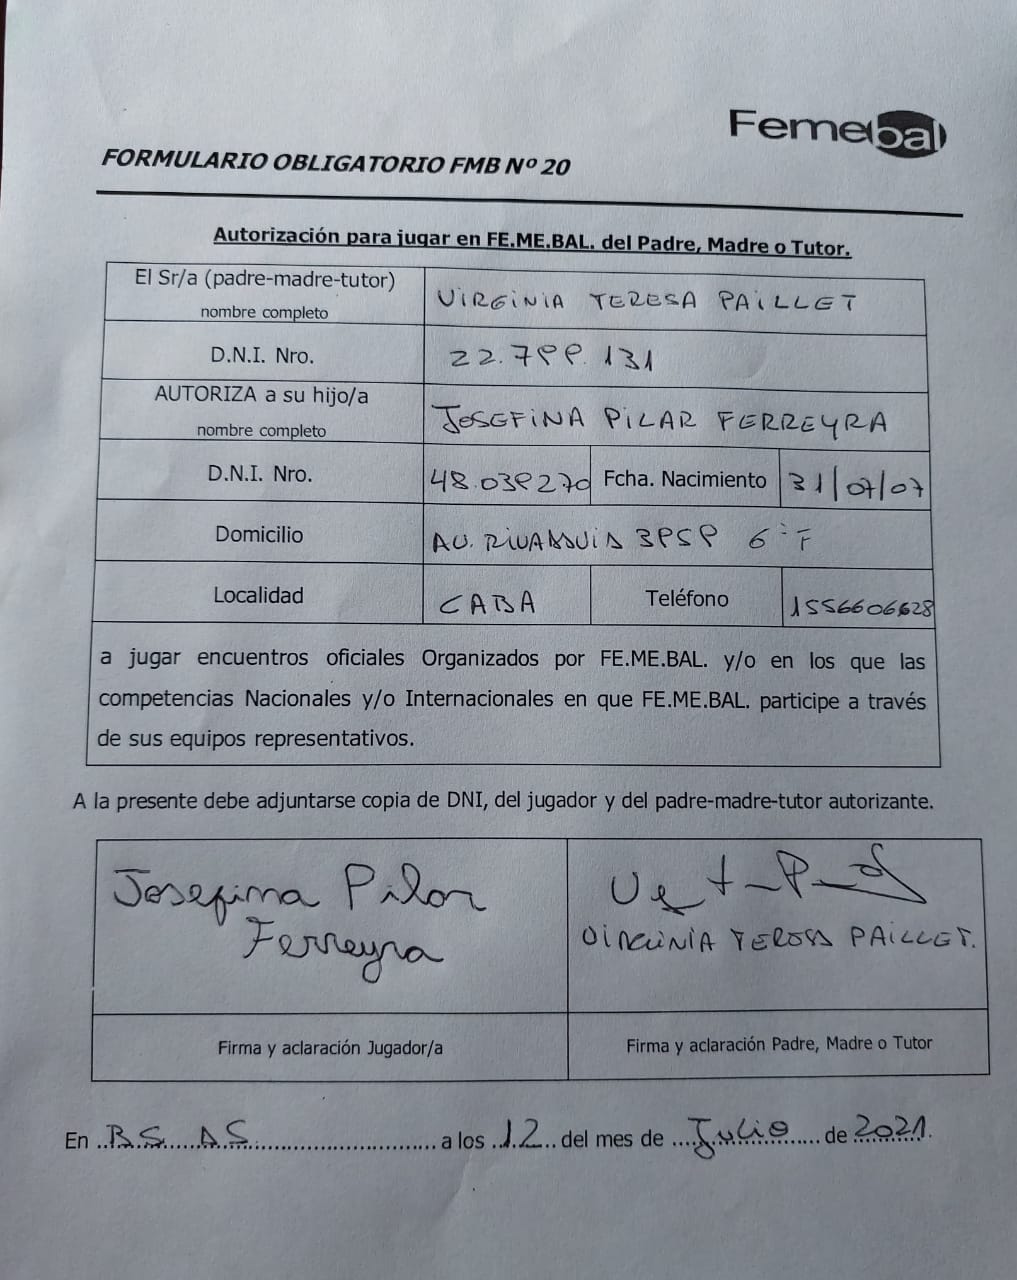 Femebal
FORMULARIO OBLIGATORIO FMB Nº 20
Autorización para jugar en FE.ME.BAL. del Padre, Madre o Tutor.
El Sr/a (padre-madre-tutor)
nombre completo
VIRGINIA TERESA PAILLET
D.N.I. Nro.
22.799.131
AUTORIZA a su hijo/a
nombre completo
JOSEFINA PILAR FERREYRA
D.N.I. Nro.
48.039270
Fcha. Nacimiento
31/07/07
Domicilio
AV. RIVADAVIA 3959 6° F
Localidad
CABA
Teléfono
1556606628
a jugar encuentros oficiales Organizados por FE.ME.BAL. y/o en los que las
competencias Nacionales y/o Internacionales en que FE.ME.BAL. participe a través
de sus equipos representativos.
A la presente debe adjuntarse copia de DNI, del jugador y del padre-madre-tutor autorizante.
Josefina Pilar
Ferreyra
VIRGINIA TERESA PAILLET.
Firma y aclaración Jugador/a
Firma y aclaración Padre, Madre o Tutor
En BS AS a los 12 del mes de Julio de 2021.